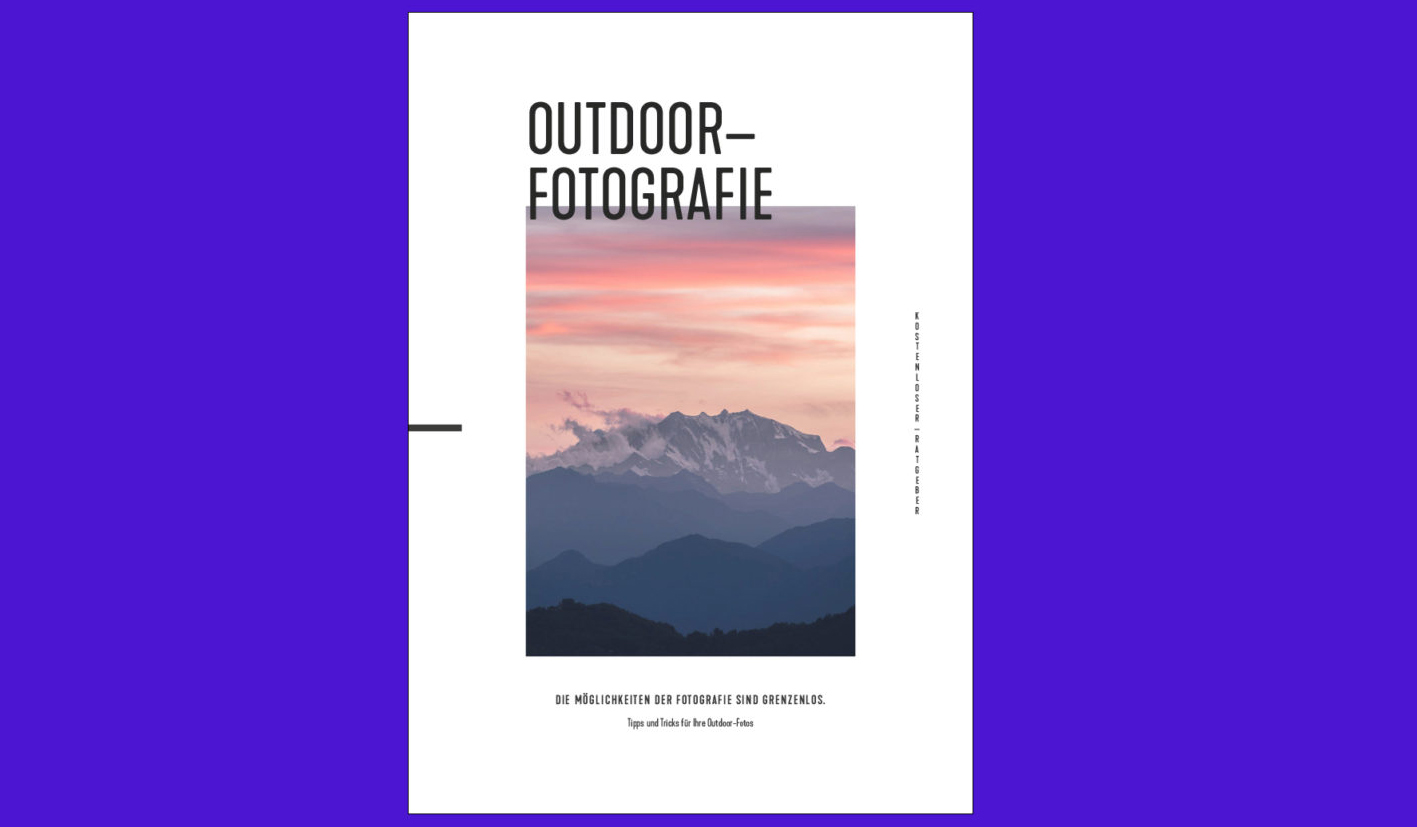 OUTDOOR–
FOTOGRAFIE
KOSTENLOSER – RATGEBER
DIE MÖGLICHKEITEN DER FOTOGRAFIE SIND GRENZENLOS.
Tipps und Tricks für Ihre Outdoor-Fotos